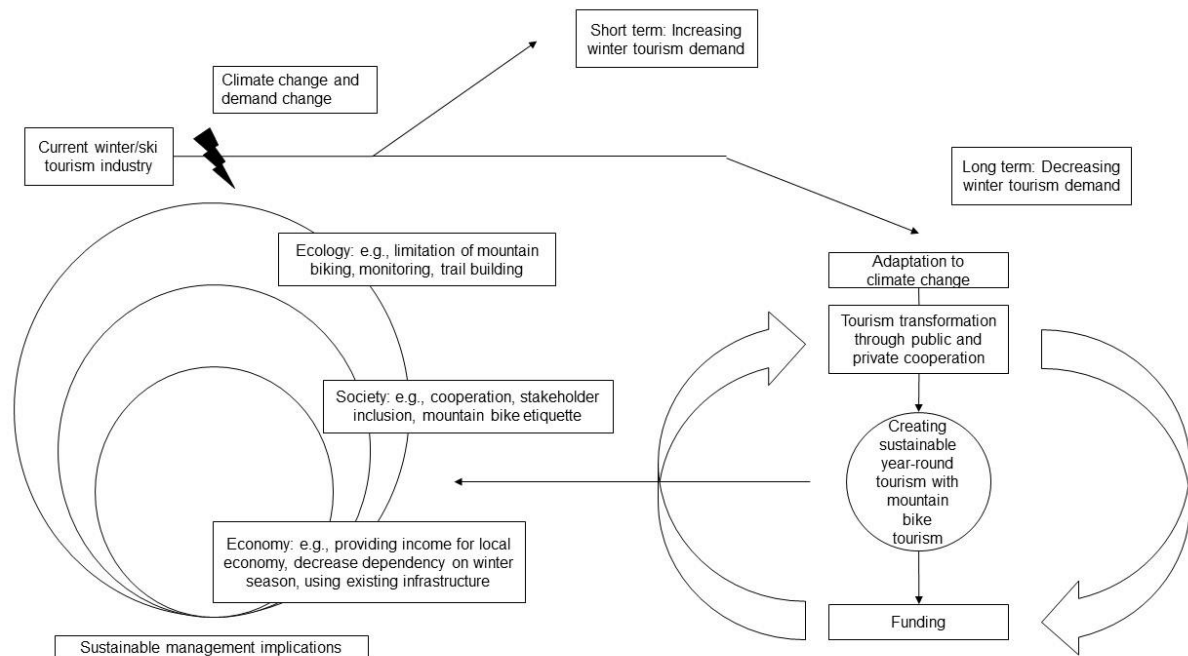 Short term: Increasing
winter tourism demand
Climate change and
demand change
Current winter/ski
tourism industry
Long term: Decreasing
winter tourism demand
Ecology: e.g., limitation of mountain
biking, monitoring, trail building
Adaptation to
climate change
Tourism transformation
through public and
private cooperation
Society: e.g., cooperation, stakeholder
inclusion, mountain bike etiquette
Creating
sustainable
year-round
tourism with
mountain
bike
tourism
Economy: e.g., providing income for local
economy, decrease dependency on winter
season, using existing infrastructure
Funding
Sustainable management implications